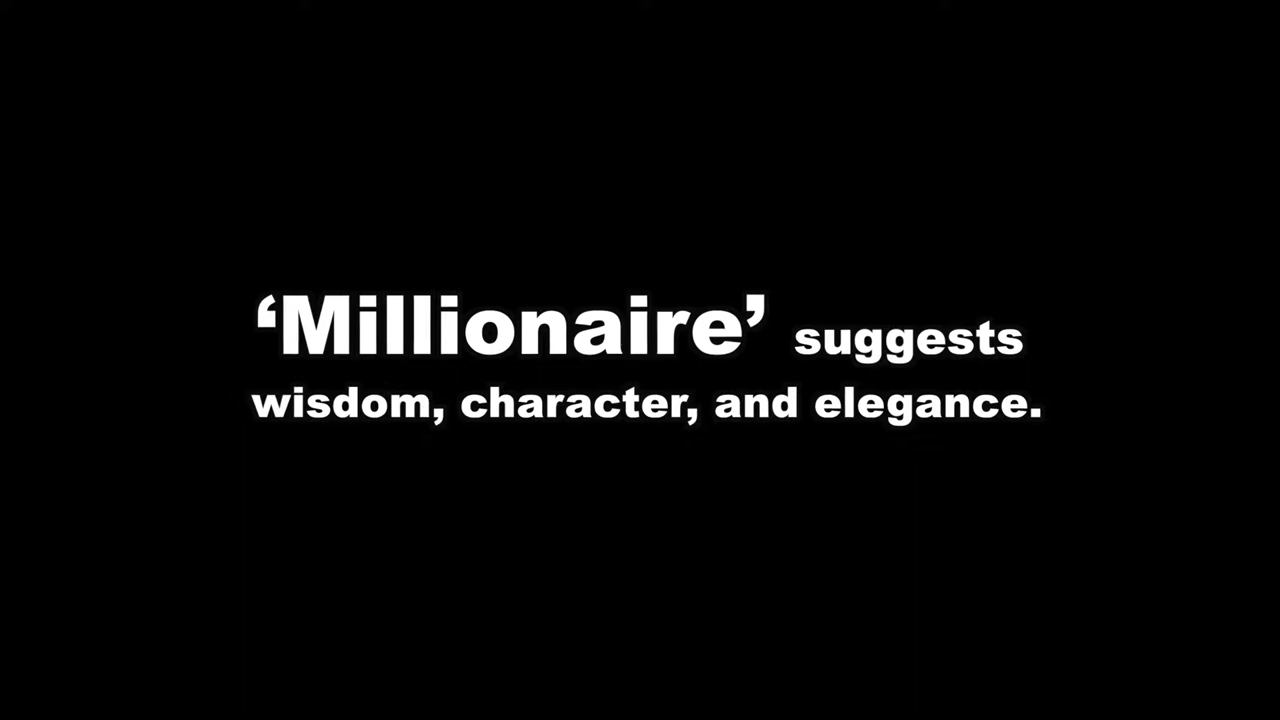 ‘Millionaire’ suggests
wisdom, character, and elegance.